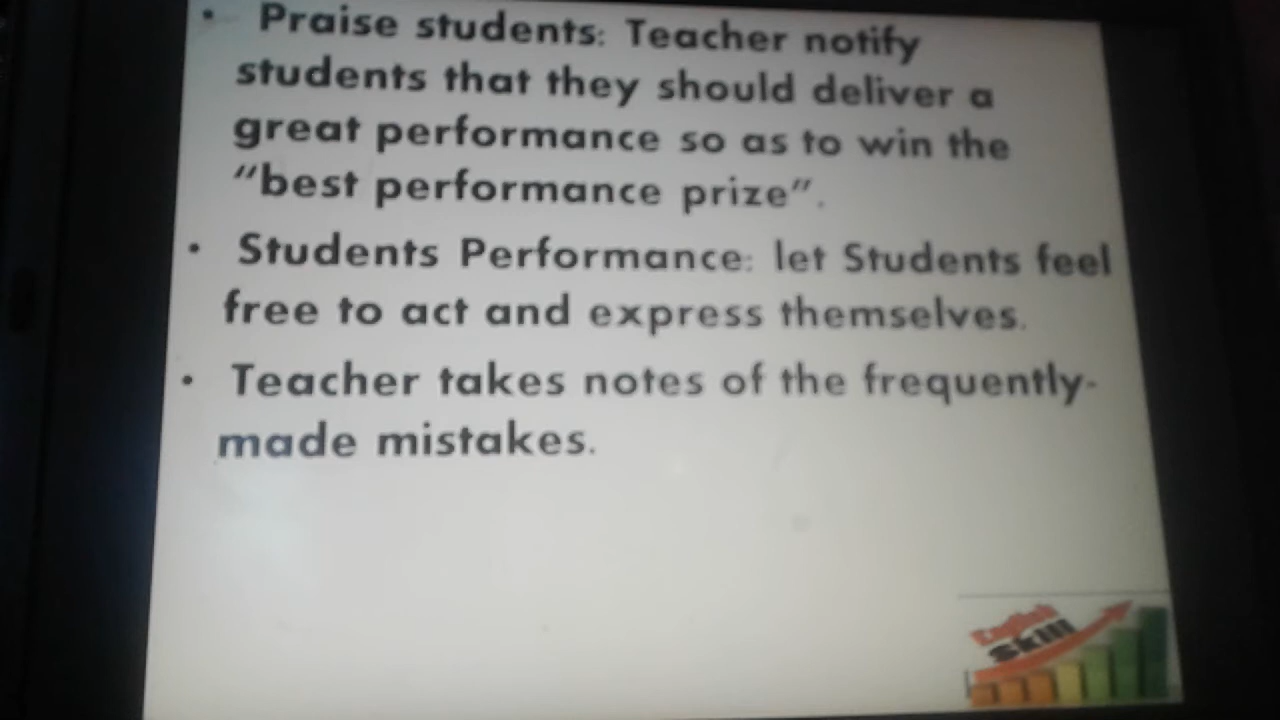 • Praise students: Teacher notify
students that they should deliver a
great performance so as to win the
“best performance prize”.
• Students Performance: let Students feel
free to act and express themselves.
• Teacher takes notes of the frequently-
made mistakes.
English
Skill